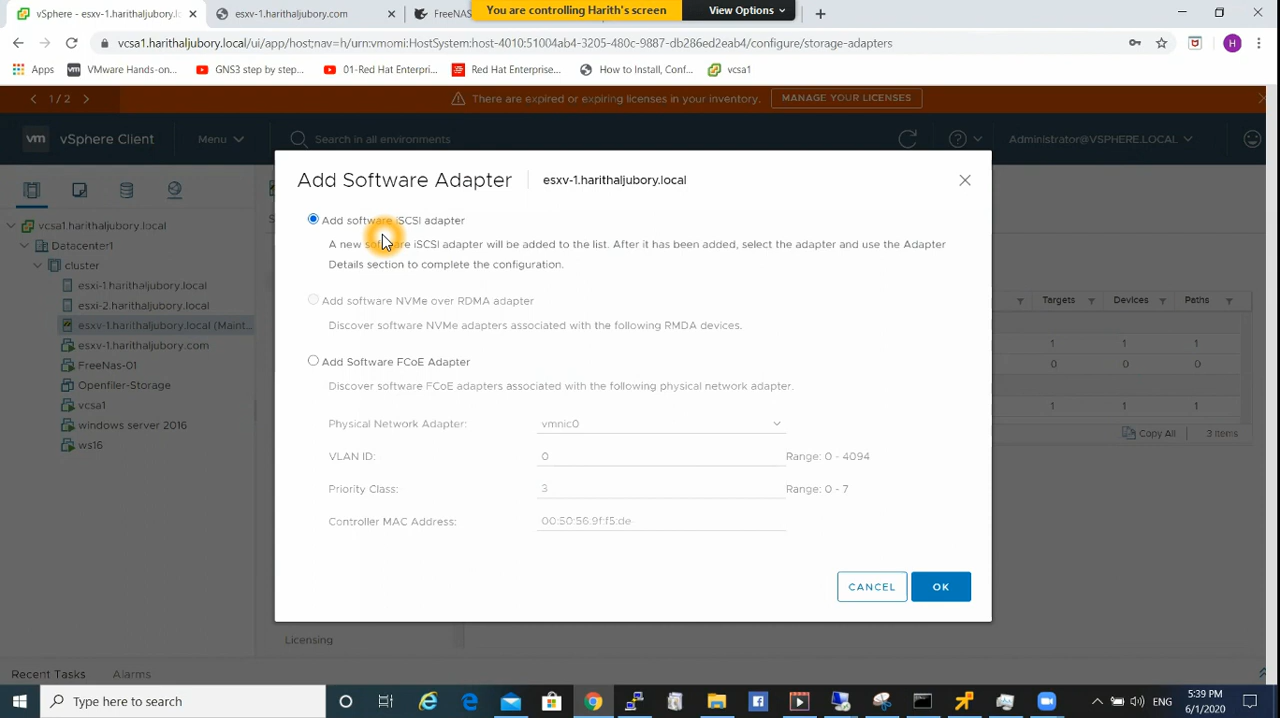 vSphere - esxv-1.harithaljubory.l
esxv-1.harithaljubory.com
FreeNAS
You are controlling Harith's screen
View Options
vcsa1.harithaljubory.local/ui/app/host;nav=h/urn:vmomi:HostSystem:host-4010:51004ab4-3205-480c-9887-db286ed2eab4/configure/storage-adapters
H
Apps
VMware Hands-on...
GNS3 step by step...
01-Red Hat Enterpri...
Red Hat Enterprise...
How to Install, Conf...
vcsa1
1 / 2
There are expired or expiring licenses in your inventory.
MANAGE YOUR LICENSES
vm
vSphere Client
Menu
Search in all environments
Administrator@VSPHERE.LOCAL
Add Software Adapter
esxv-1.harithaljubory.local
Add software iSCSI adapter
A new software iSCSI adapter will be added to the list. After it has been added, select the adapter and use the Adapter
Details section to complete the configuration.
Add software NVMe over RDMA adapter
Discover software NVMe adapters associated with the following RMDA devices.
Add Software FCoE Adapter
Discover software FCoE adapters associated with the following physical network adapter.
Physical Network Adapter:
vmnic0
VLAN ID:
0
Range: 0 - 4094
Priority Class:
3
Range: 0 - 7
Controller MAC Address:
00:50:56:9f:f5:de
CANCEL
OK
vcsa1.harithaljubory.local
Datacenter1
cluster
esxi-1.harithaljubory.local
esxi-2.harithaljubory.local
esxv-1.harithaljubory.local (Maint...
esxv-1.harithaljubory.com
FreeNas-01
Openfiler-Storage
vcsa1
windows server 2016
ws16
Targets
Devices
Paths
1 1 1
0 0 0
1 1 1
Copy All
3 items
Licensing
Recent Tasks
Alarms
Type here to search
ENG
5:39 PM
6/1/2020